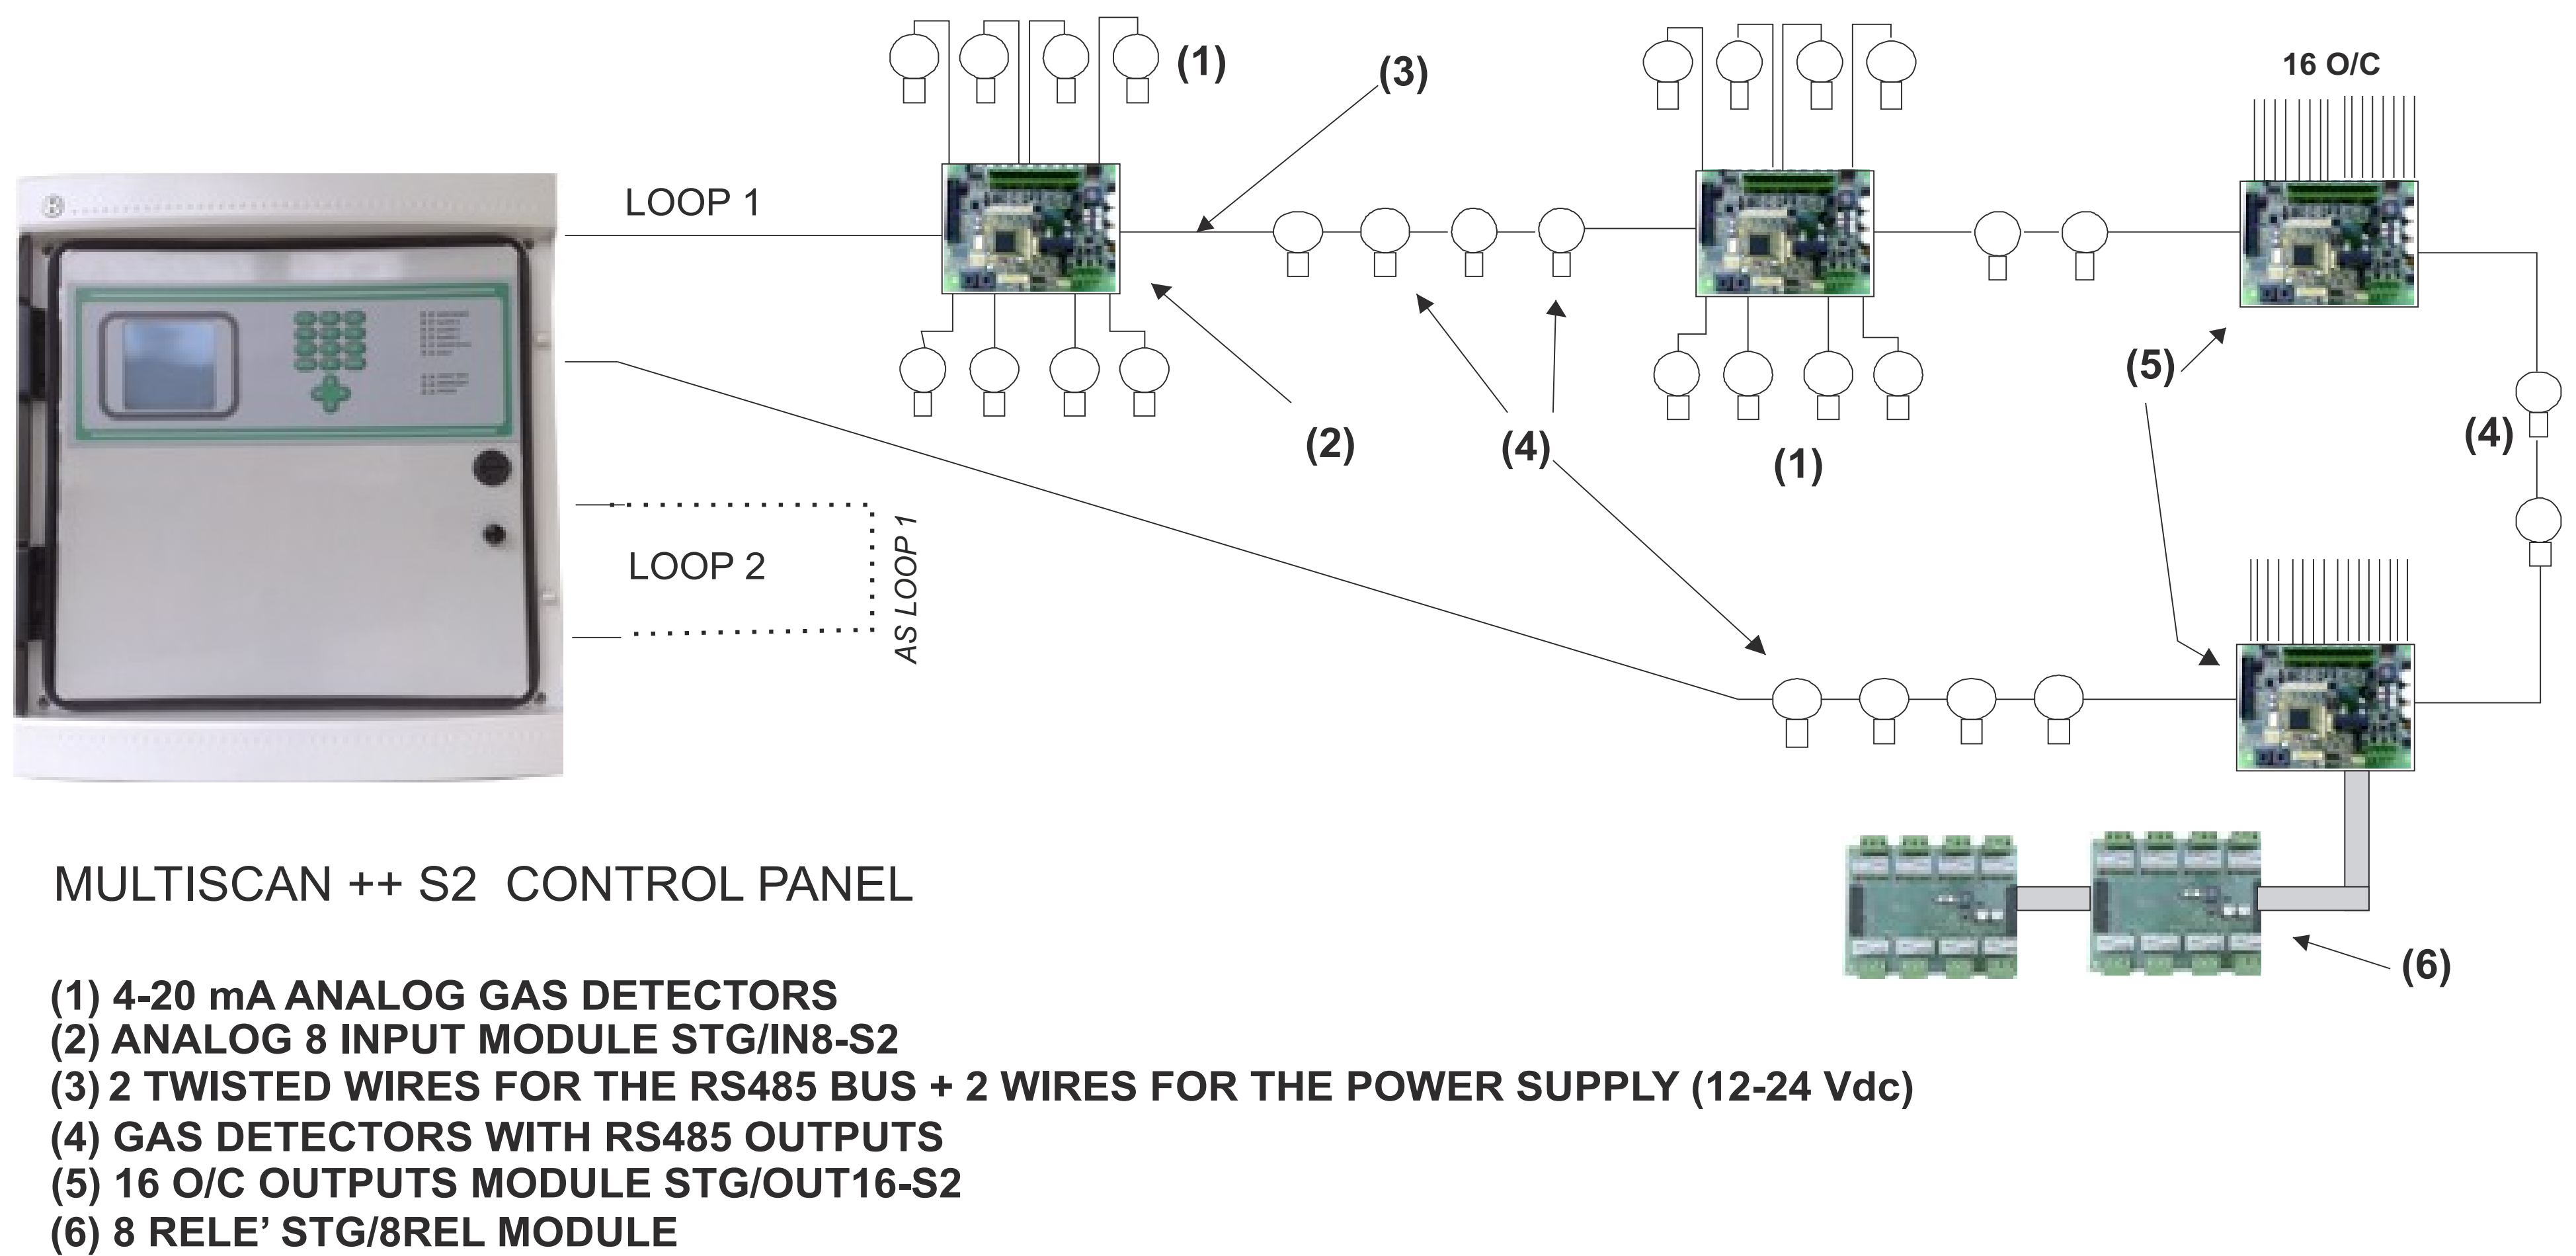 (1)
(3)
16 O/C
LOOP 1
(5)
(2)
(4)
(1)
(4)
LOOP 2
AS LOOP 1
MULTISCAN ++ S2 CONTROL PANEL
(6)
(1) 4-20 mA ANALOG GAS DETECTORS
(2) ANALOG 8 INPUT MODULE STG/IN8-S2
(3) 2 TWISTED WIRES FOR THE RS485 BUS + 2 WIRES FOR THE POWER SUPPLY (12-24 Vdc)
(4) GAS DETECTORS WITH RS485 OUTPUTS
(5) 16 O/C OUTPUTS MODULE STG/OUT16-S2
(6) 8 RELE’ STG/8REL MODULE